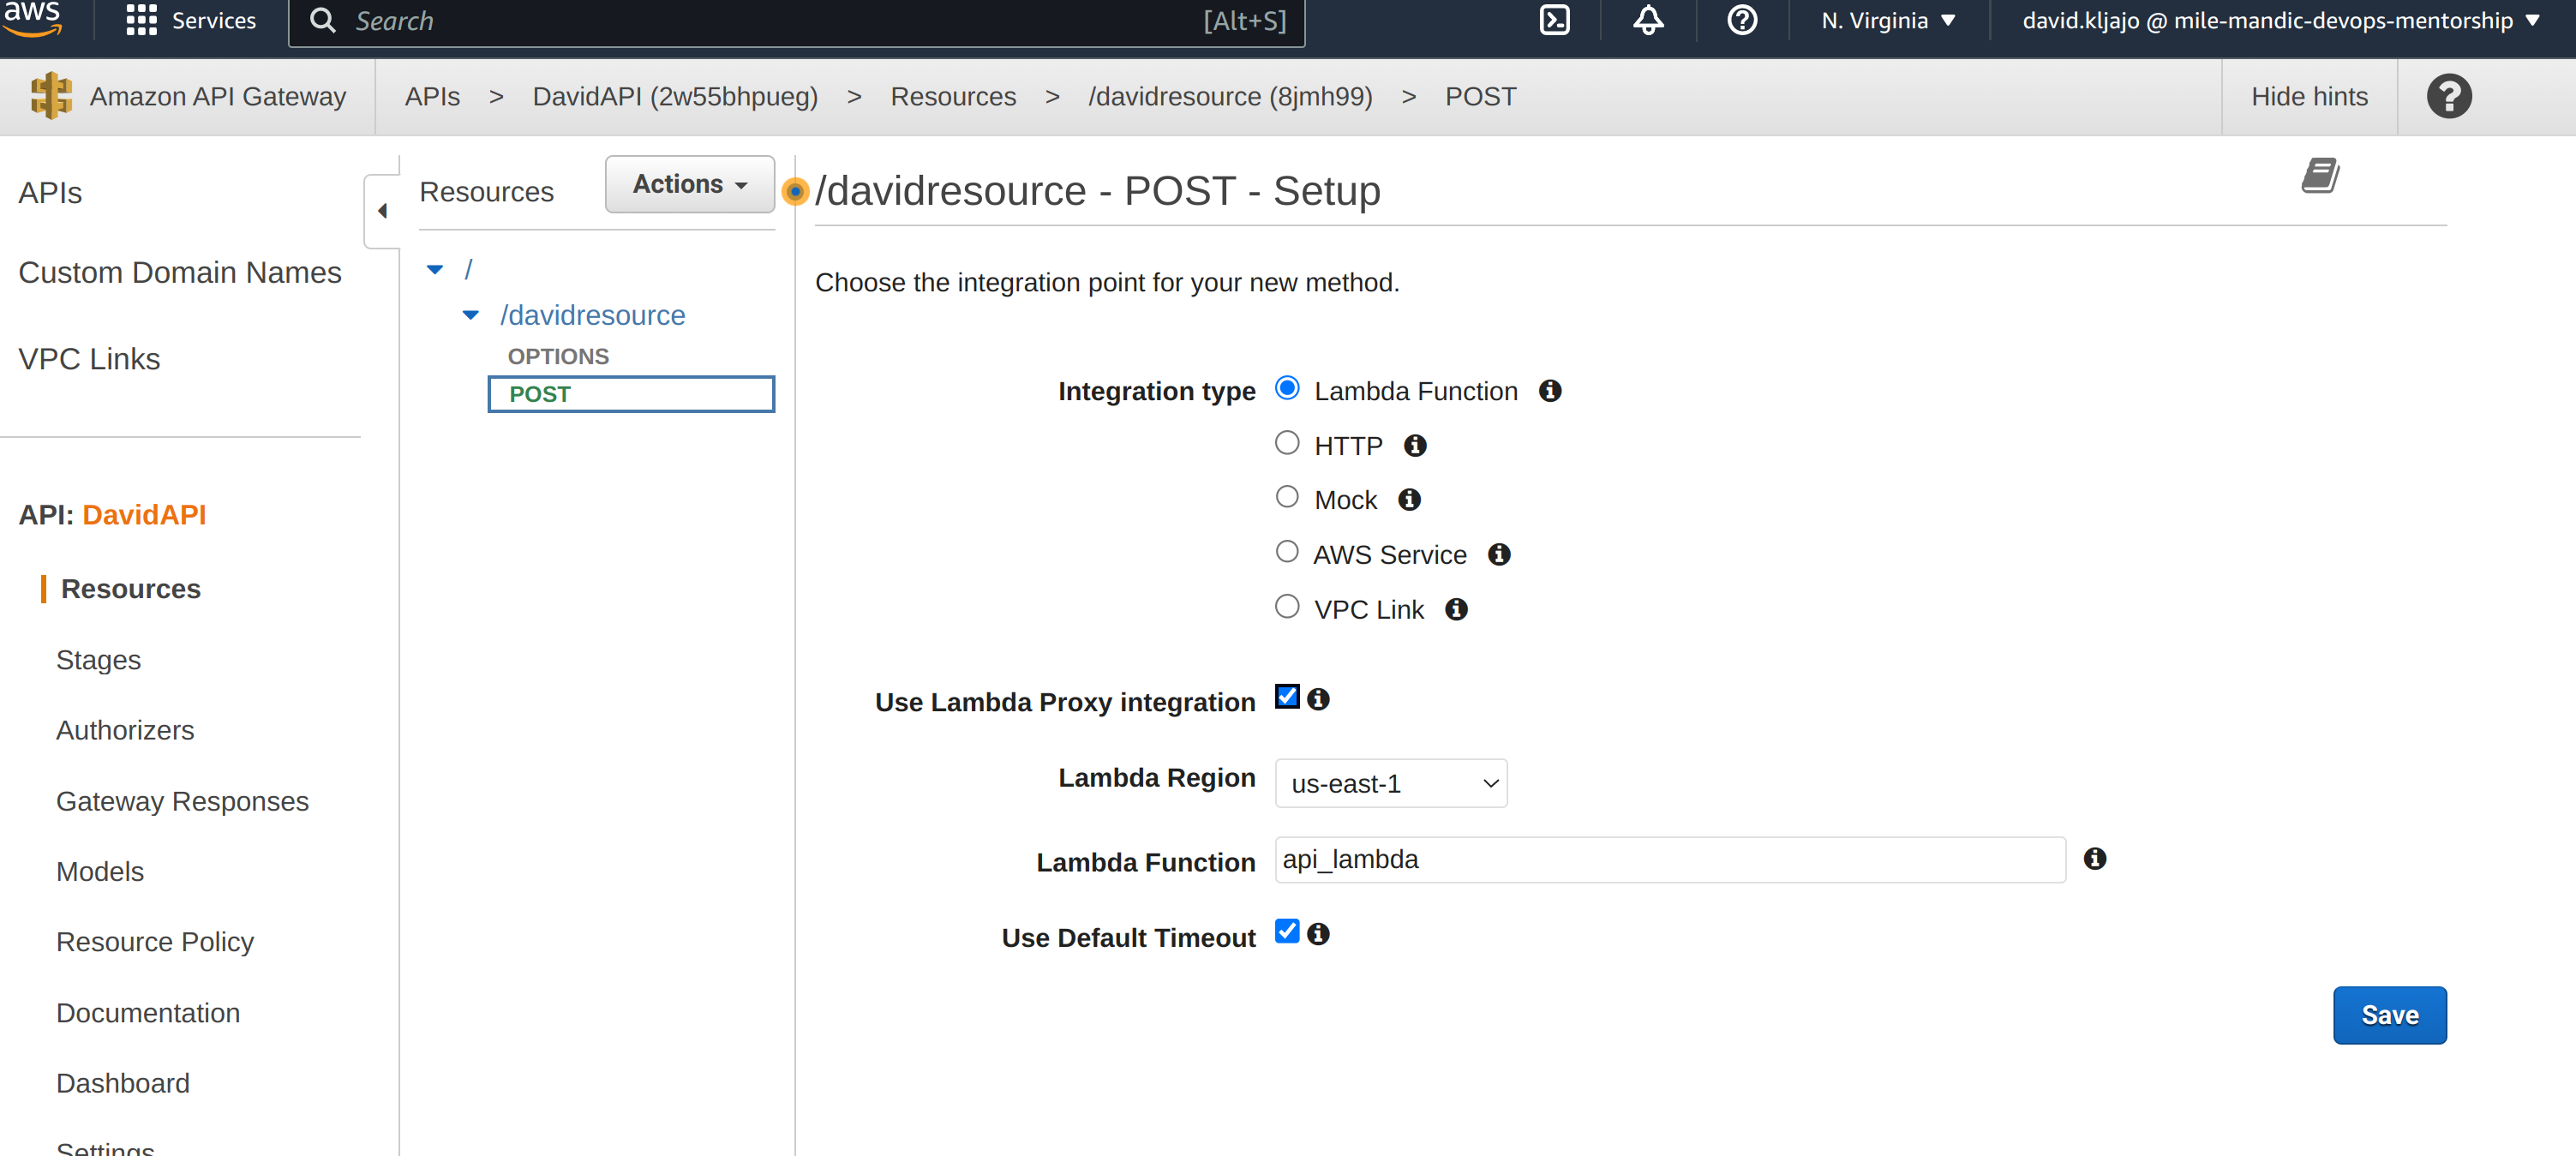 aws
Services
Search
[Alt+S]
N. Virginia
david.kljajo @ mile-mandic-devops-mentorship
Amazon API Gateway
APIs > DavidAPI (2w55bhpueg) > Resources > /davidresource (8jmh99) > POST
Hide hints
APIs
Custom Domain Names
VPC Links
API: DavidAPI
Resources
Stages
Authorizers
Gateway Responses
Models
Resource Policy
Documentation
Dashboard
Settings
Resources
Actions
/
/davidresource
OPTIONS
POST
/davidresource - POST - Setup
Choose the integration point for your new method.
Integration type
Lambda Function
HTTP
Mock
AWS Service
VPC Link
Use Lambda Proxy integration
Lambda Region us-east-1
Lambda Function api_lambda
Use Default Timeout
Save